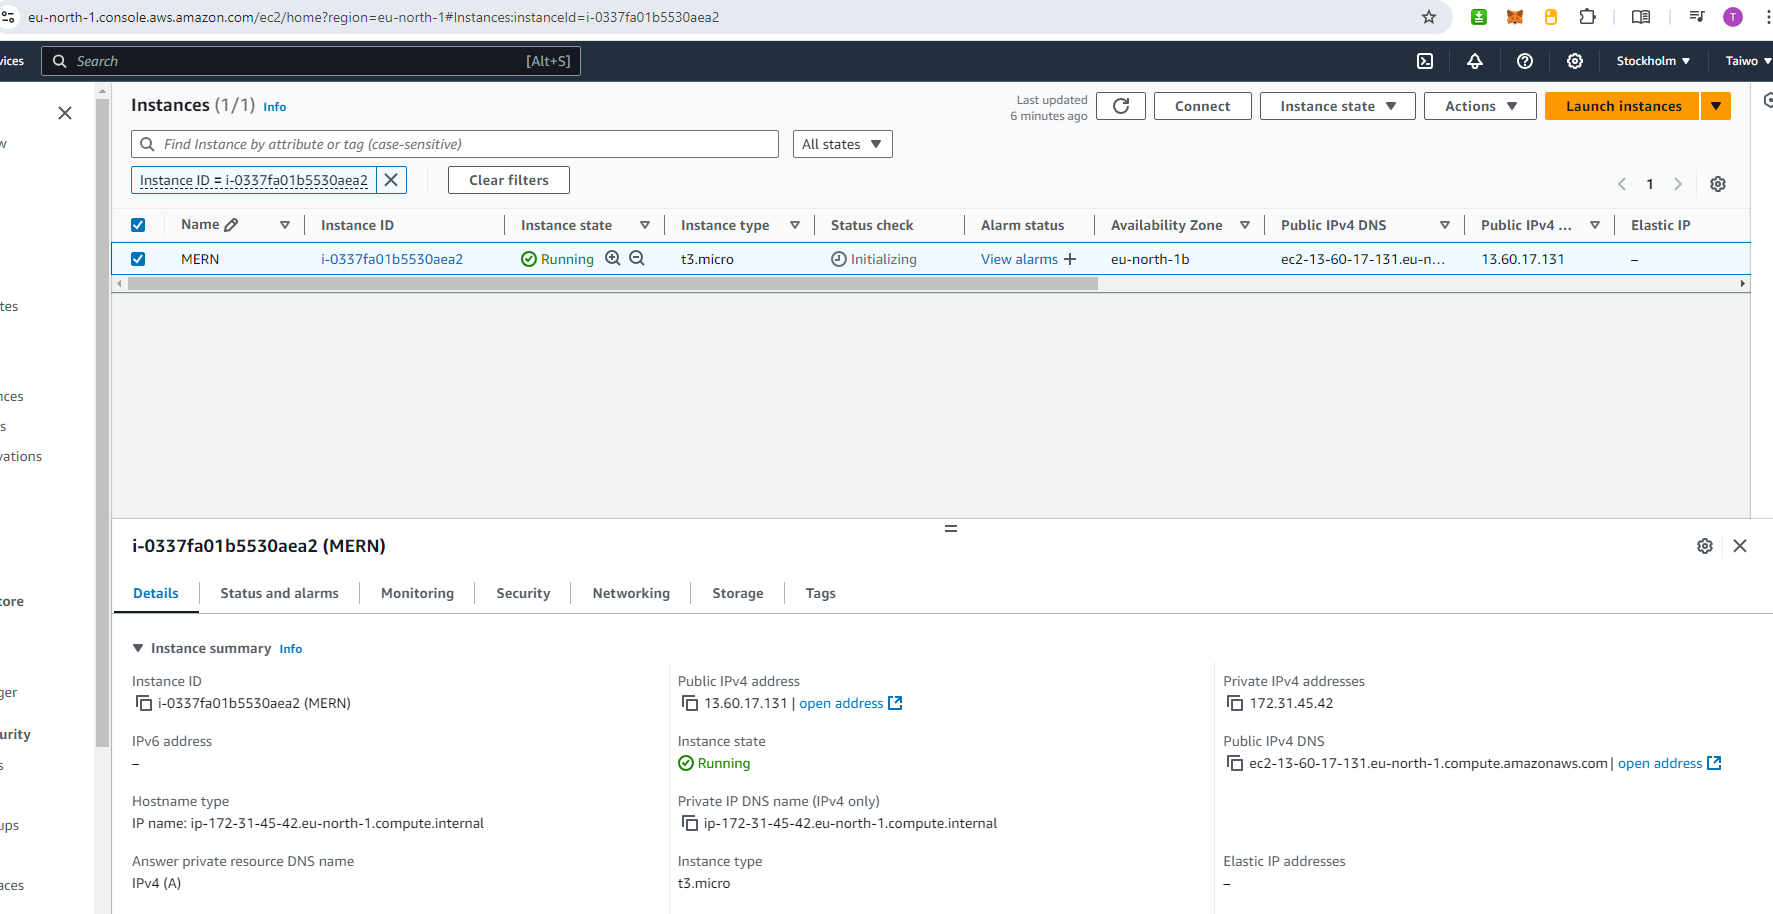 eu-north-1.console.aws.amazon.com/ec2/home?region=eu-north-1#Instances:instanceId=i-0337fa01b5530aea2
T
vices
Search
[Alt+S]
Stockholm
Taiwo
Instances (1/1) Info
Last updated
6 minutes ago
Connect
Instance state
Actions
Launch instances
Find Instance by attribute or tag (case-sensitive)
All states
Instance ID = i-0337fa01b5530aea2
Clear filters
1
Name
Instance ID
Instance state
Instance type
Status check
Alarm status
Availability Zone
Public IPv4 DNS
Public IPv4 ...
Elastic IP
MERN
i-0337fa01b5530aea2
Running
t3.micro
Initializing
View alarms
eu-north-1b
ec2-13-60-17-131.eu-n...
13.60.17.131
–
w
tes
nces
s
vations
tore
ger
urity
s
ups
aces
i-0337fa01b5530aea2 (MERN)
Details
Status and alarms
Monitoring
Security
Networking
Storage
Tags
Instance summary Info
Instance ID
i-0337fa01b5530aea2 (MERN)
Public IPv4 address
13.60.17.131 | open address
Private IPv4 addresses
172.31.45.42
IPv6 address
–
Instance state
Running
Public IPv4 DNS
ec2-13-60-17-131.eu-north-1.compute.amazonaws.com | open address
Hostname type
IP name: ip-172-31-45-42.eu-north-1.compute.internal
Private IP DNS name (IPv4 only)
ip-172-31-45-42.eu-north-1.compute.internal
Answer private resource DNS name
IPv4 (A)
Instance type
t3.micro
Elastic IP addresses
–